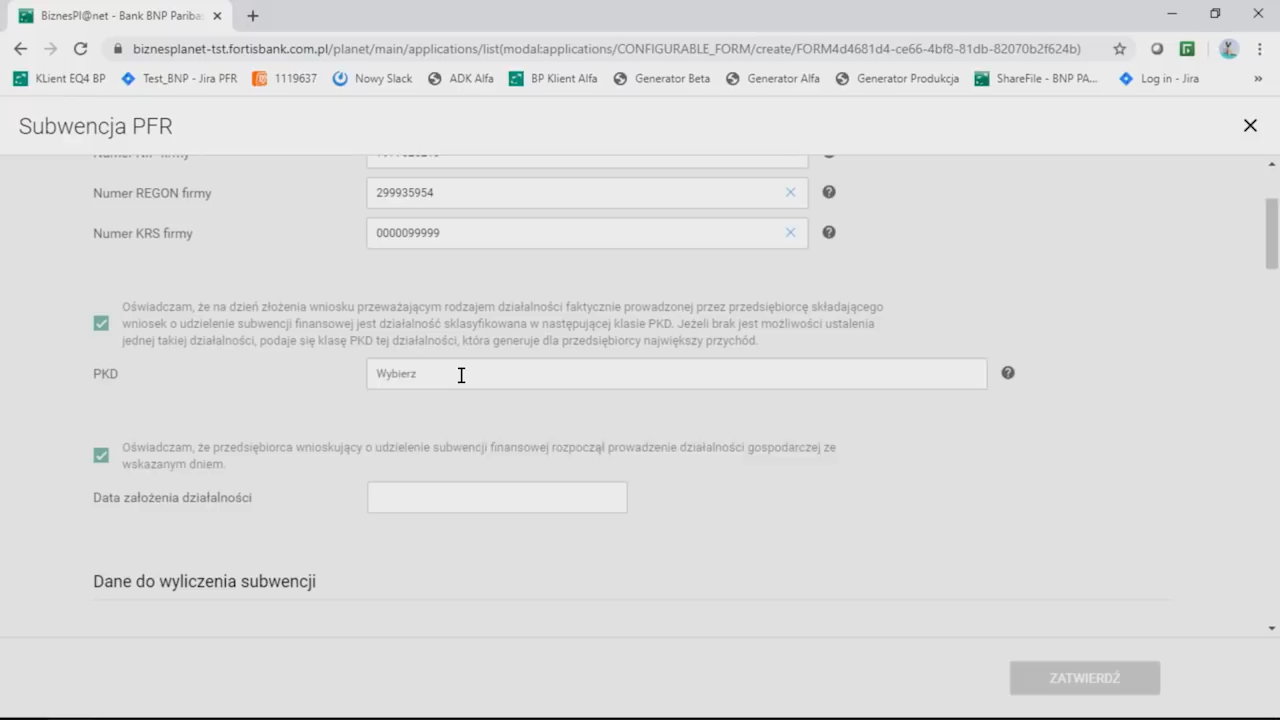 BiznesPl@net - Bank BNP Pariba
biznesplanet-tst.fortisbank.com.pl/planet/main/applications/list(modal:applications/CONFIGURABLE_FORM/create/FORM4d4681d4-ce66-4bf8-81db-82070b2f624b)
KLient EQ4 BP
Test_BNP - Jira PFR
1119637
Nowy Slack
ADK Alfa
BP Klient Alfa
Generator Beta
Generator Alfa
Generator Produkcja
ShareFile - BNP PA...
Log in - Jira
»
Subwencja PFR
Numer NIP firmy
Numer REGON firmy
299935954
Numer KRS firmy
0000099999
Oświadczam, że na dzień złożenia wniosku przeważającym rodzajem działalności faktycznie prowadzonej przez przedsiębiorcę składającego
wniosek o udzielenie subwencji finansowej jest działalność sklasyfikowana w następującej klasie PKD. Jeżeli brak jest możliwości ustalenia
jednej takiej działalności, podaje się klasę PKD tej działalności, która generuje dla przedsiębiorcy największy przychód.
PKD
Wybierz
Oświadczam, że przedsiębiorca wnioskujący o udzielenie subwencji finansowej rozpoczął prowadzenie działalności gospodarczej ze
wskazanym dniem.
Data założenia działalności
Dane do wyliczenia subwencji
ZATWIERDŹ